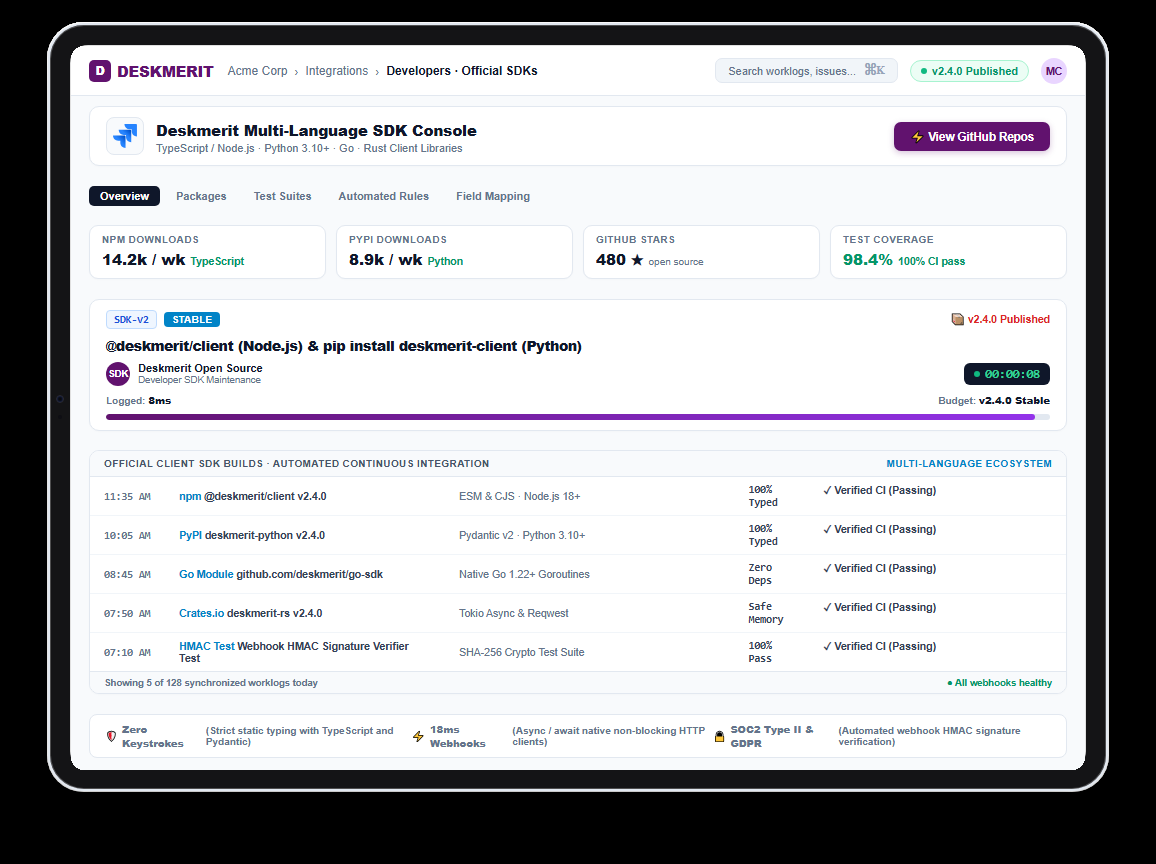 D DESKMERIT Acme Corp › Integrations › Developers · Official SDKs Search worklogs, issues... ⌘K ● v2.4.0 Published MC
Deskmerit Multi-Language SDK Console
TypeScript / Node.js · Python 3.10+ · Go · Rust Client Libraries
⚡ View GitHub Repos
Overview Packages Test Suites Automated Rules Field Mapping
NPM DOWNLOADS
14.2k / wk TypeScript
PYPI DOWNLOADS
8.9k / wk Python
GITHUB STARS
480 ★ open source
TEST COVERAGE
98.4% 100% CI pass
SDK-v2 STABLE 📦 v2.4.0 Published
@deskmerit/client (Node.js) & pip install deskmerit-client (Python)
SDK Deskmerit Open Source
Developer SDK Maintenance
● 00:00:08
Logged: 8ms Budget: v2.4.0 Stable
OFFICIAL CLIENT SDK BUILDS · AUTOMATED CONTINUOUS INTEGRATION MULTI-LANGUAGE ECOSYSTEM
11:35 AM npm @deskmerit/client v2.4.0 ESM & CJS · Node.js 18+ 100% Typed ✓ Verified CI (Passing)
10:05 AM PyPI deskmerit-python v2.4.0 Pydantic v2 · Python 3.10+ 100% Typed ✓ Verified CI (Passing)
08:45 AM Go Module github.com/deskmerit/go-sdk Native Go 1.22+ Goroutines Zero Deps ✓ Verified CI (Passing)
07:50 AM Crates.io deskmerit-rs v2.4.0 Tokio Async & Reqwest Safe Memory ✓ Verified CI (Passing)
07:10 AM HMAC Test Webhook HMAC Signature Verifier Test SHA-256 Crypto Test Suite 100% Pass ✓ Verified CI (Passing)
Showing 5 of 128 synchronized worklogs today ● All webhooks healthy
Zero Keystrokes (Strict static typing with TypeScript and Pydantic)
⚡ 18ms Webhooks (Async / await native non-blocking HTTP clients)
🔒 SOC2 Type II & GDPR (Automated webhook HMAC signature verification)